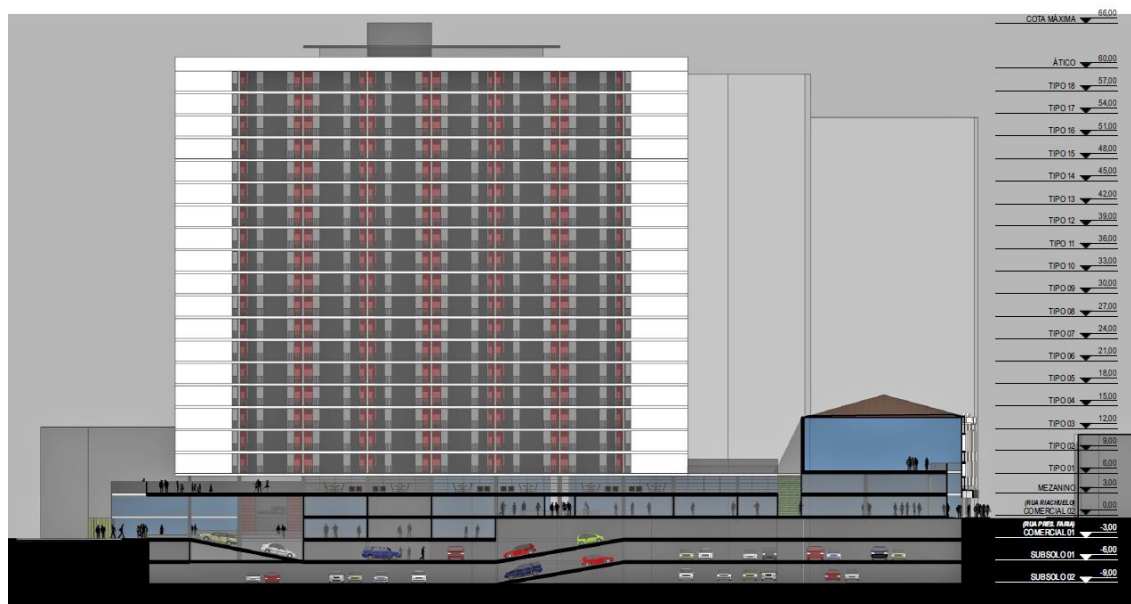 COTA MÁXIMA 66,00
ÁTICO 60,00
TIPO 18 57,00
TIPO 17 54,00
TIPO 16 51,00
TIPO 15 48,00
TIPO 14 45,00
TIPO 13 42,00
TIPO 12 39,00
TIPO 11 36,00
TIPO 10 33,00
TIPO 09 30,00
TIPO 08 27,00
TIPO 07 24,00
TIPO 06 21,00
TIPO 05 18,00
TIPO 04 15,00
TIPO 03 12,00
TIPO 02 9,00
TIPO 01 6,00
MEZANINO 3,00
(RUA RIACHUELO)
COMERCIAL 02 0,00
(RUA PRES. FARIA)
COMERCIAL 01 -3,00
SUBSOLO 01 -6,00
SUBSOLO 02 -9,00